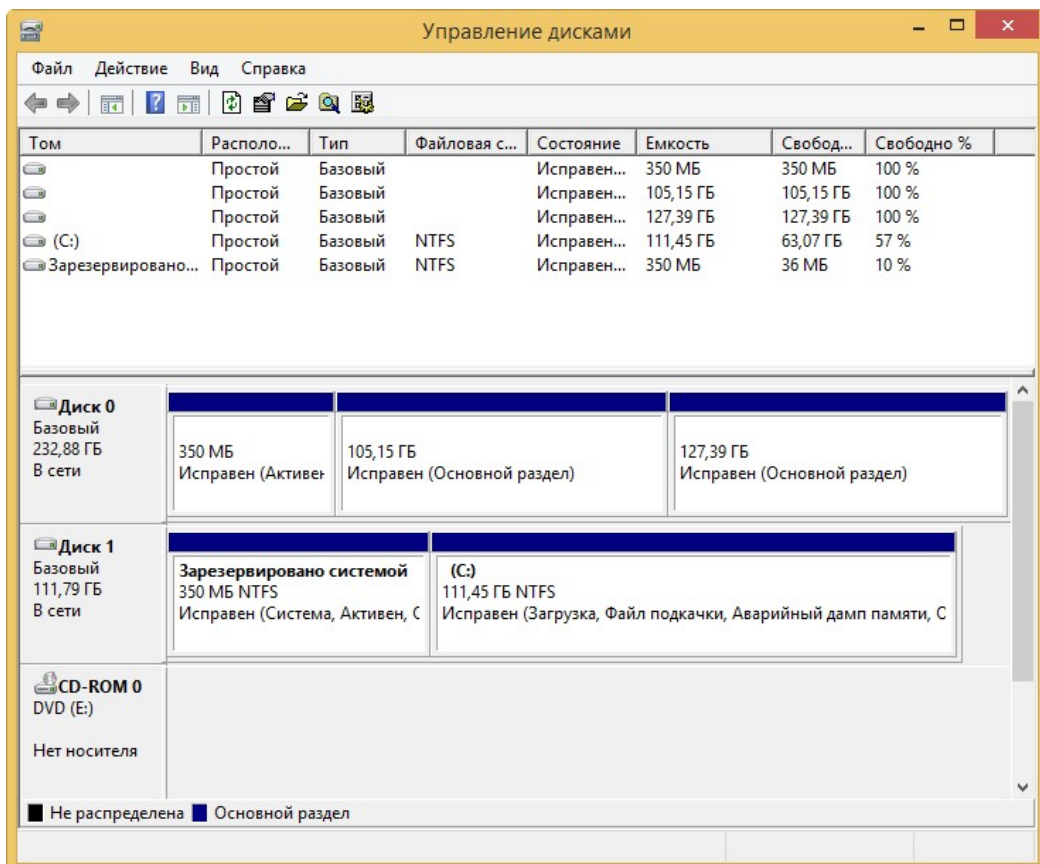 Управление дисками
Файл Действие Вид Справка
Том Располо... Тип Файловая с... Состояние Емкость Свобод... Свободно %
Простой Базовый Исправен... 350 МБ 350 МБ 100 %
Простой Базовый Исправен... 105,15 ГБ 105,15 ГБ 100 %
Простой Базовый Исправен... 127,39 ГБ 127,39 ГБ 100 %
(C:) Простой Базовый NTFS Исправен... 111,45 ГБ 63,07 ГБ 57 %
Зарезервировано... Простой Базовый NTFS Исправен... 350 МБ 36 МБ 10 %
Диск 0
Базовый
232,88 ГБ
В сети
350 МБ
Исправен (Активен
105,15 ГБ
Исправен (Основной раздел)
127,39 ГБ
Исправен (Основной раздел)
Диск 1
Базовый
111,79 ГБ
В сети
Зарезервировано системой
350 МБ NTFS
Исправен (Система, Активен, О
(C:)
111,45 ГБ NTFS
Исправен (Загрузка, Файл подкачки, Аварийный дамп памяти, О
CD-ROM 0
DVD (E:)
Нет носителя
Не распределена Основной раздел